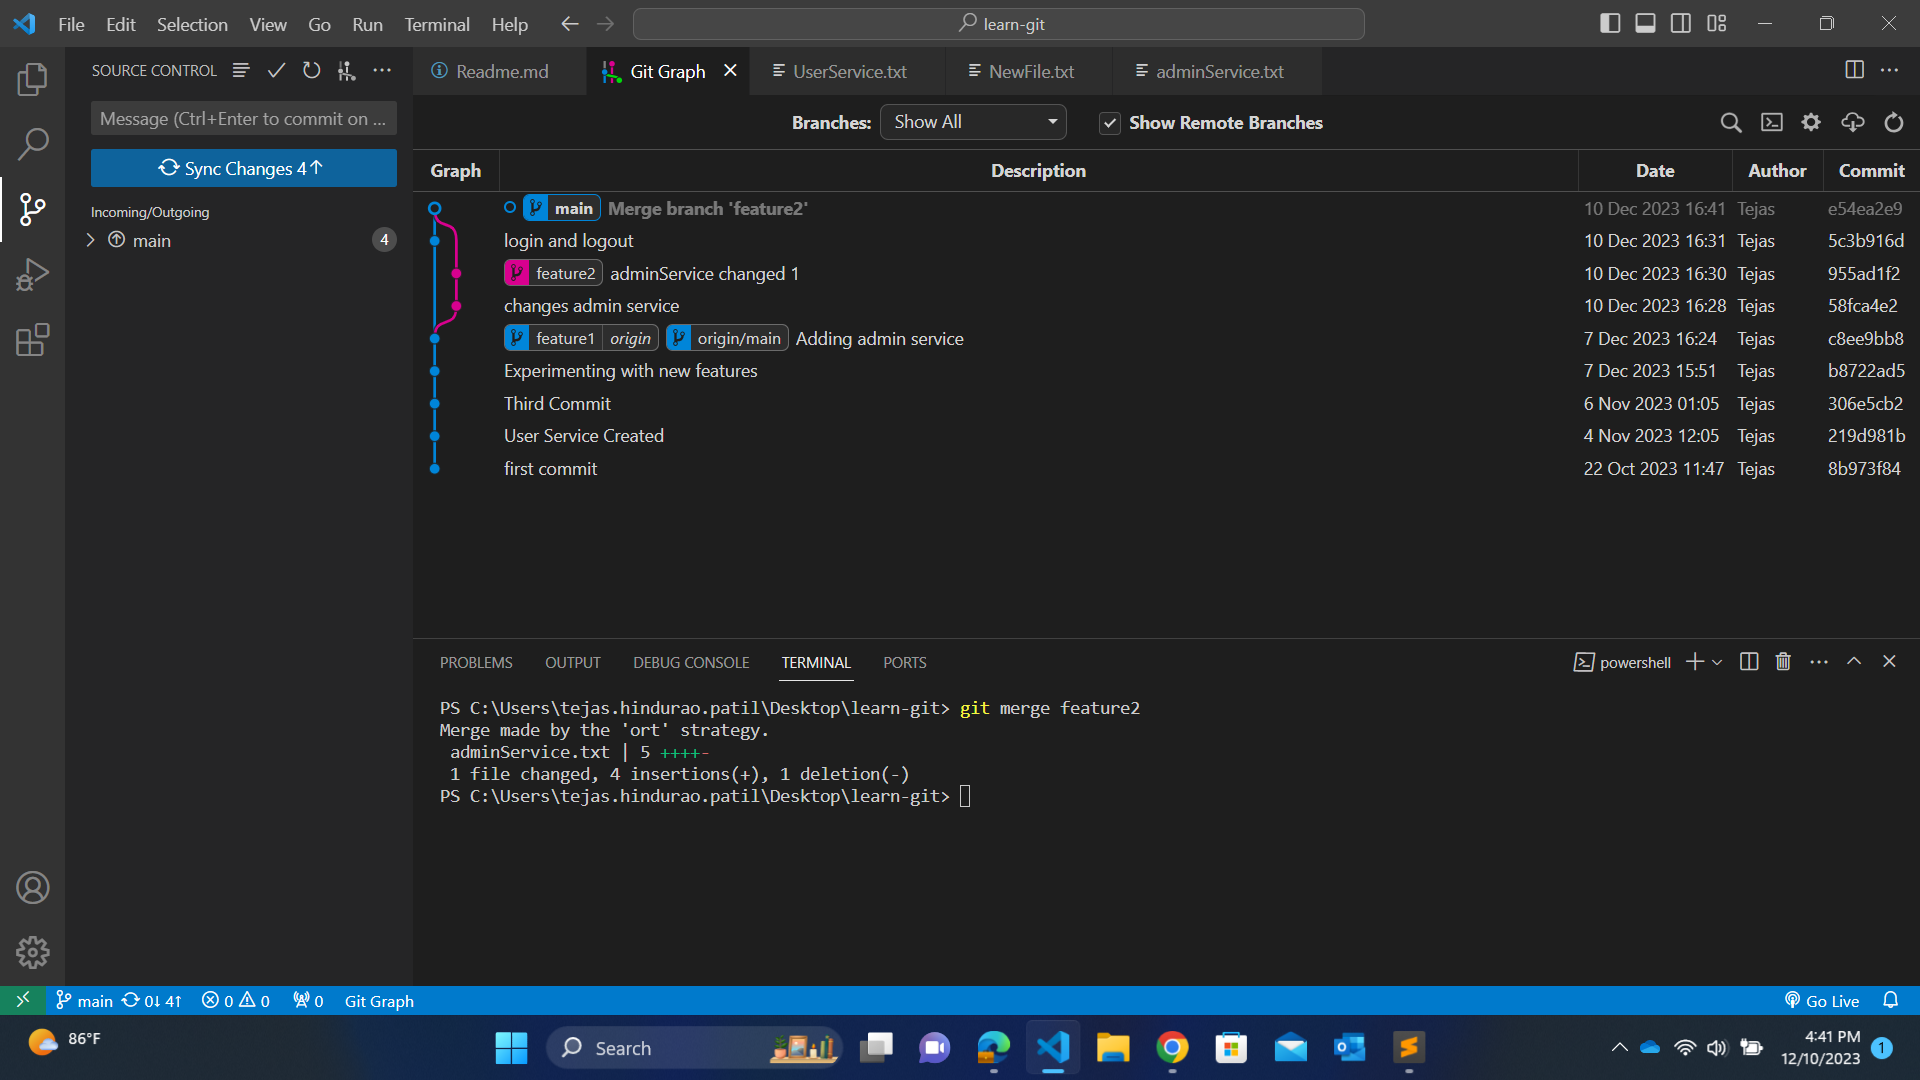 File Edit Selection View Go Run Terminal Help
learn-git
SOURCE CONTROL
Readme.md
Git Graph
UserService.txt
NewFile.txt
adminService.txt
Message (Ctrl+Enter to commit on ...
Sync Changes 4↑
Incoming/Outgoing
main 4
Branches: Show All Show Remote Branches
Graph Description Date Author Commit
main Merge branch 'feature2' 10 Dec 2023 16:41 Tejas e54ea2e9
login and logout 10 Dec 2023 16:31 Tejas 5c3b916d
feature2 adminService changed 1 10 Dec 2023 16:30 Tejas 955ad1f2
changes admin service 10 Dec 2023 16:28 Tejas 58fca4e2
feature1 origin origin/main Adding admin service 7 Dec 2023 16:24 Tejas c8ee9bb8
Experimenting with new features 7 Dec 2023 15:51 Tejas b8722ad5
Third Commit 6 Nov 2023 01:05 Tejas 306e5cb2
User Service Created 4 Nov 2023 12:05 Tejas 219d981b
first commit 22 Oct 2023 11:47 Tejas 8b973f84
PROBLEMS OUTPUT DEBUG CONSOLE TERMINAL PORTS
powershell
PS C:\Users\tejas.hindurao.patil\Desktop\learn-git> git merge feature2
Merge made by the 'ort' strategy.
adminService.txt | 5 ++++-
1 file changed, 4 insertions(+), 1 deletion(-)
PS C:\Users\tejas.hindurao.patil\Desktop\learn-git>
main 0↓ 4↑ 0 0 0 Git Graph
Go Live
86°F
Search
4:41 PM
12/10/2023
1